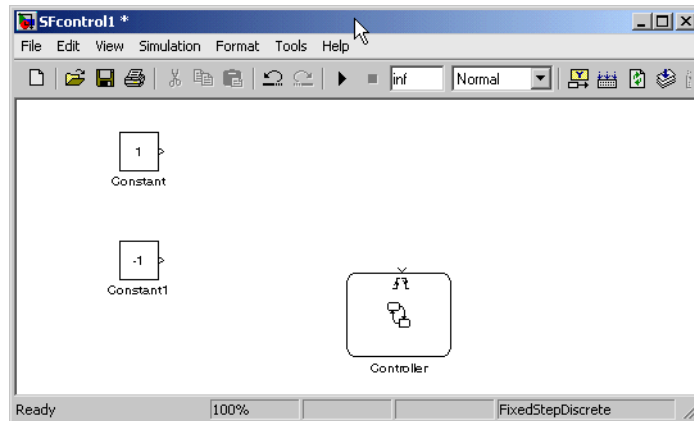 SFcontrol1 *
File Edit View Simulation Format Tools Help
inf Normal
1
Constant
-1
Constant1
Controller
Ready 100% FixedStepDiscrete